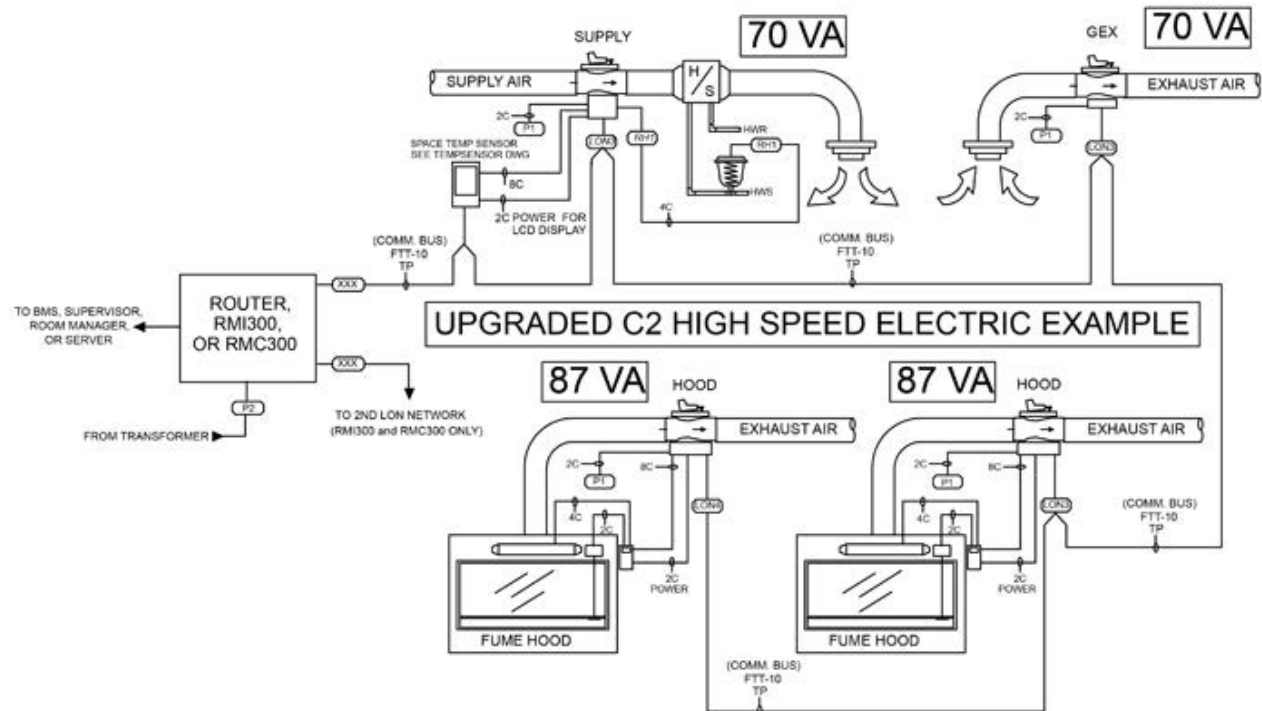 SUPPLY
70 VA
GEX
70 VA
SUPPLY AIR
H/S
EXHAUST AIR
2C
P1
LON3
RH1
HWR
RH1
HWS
2C
P1
LON3
SPACE TEMP SENSOR
SEE TEMPSENSOR DWG
8C
2C POWER FOR
LCD DISPLAY
4C
(COMM. BUS)
FTT-10
TP
(COMM. BUS)
FTT-10
TP
XXX
ROUTER,
RMI300,
OR RMC300
TO BMS, SUPERVISOR,
ROOM MANAGER,
OR SERVER
XXX
P2
FROM TRANSFORMER
TO 2ND LON NETWORK
(RMI300 and RMC300 ONLY)
UPGRADED C2 HIGH SPEED ELECTRIC EXAMPLE
87 VA
HOOD
87 VA
HOOD
EXHAUST AIR
EXHAUST AIR
2C
P1
8C
4C
2C
LON4
2C
POWER
FUME HOOD
2C
P1
8C
4C
2C
LON3
2C
POWER
FUME HOOD
(COMM. BUS)
FTT-10
TP
(COMM. BUS)
FTT-10
TP